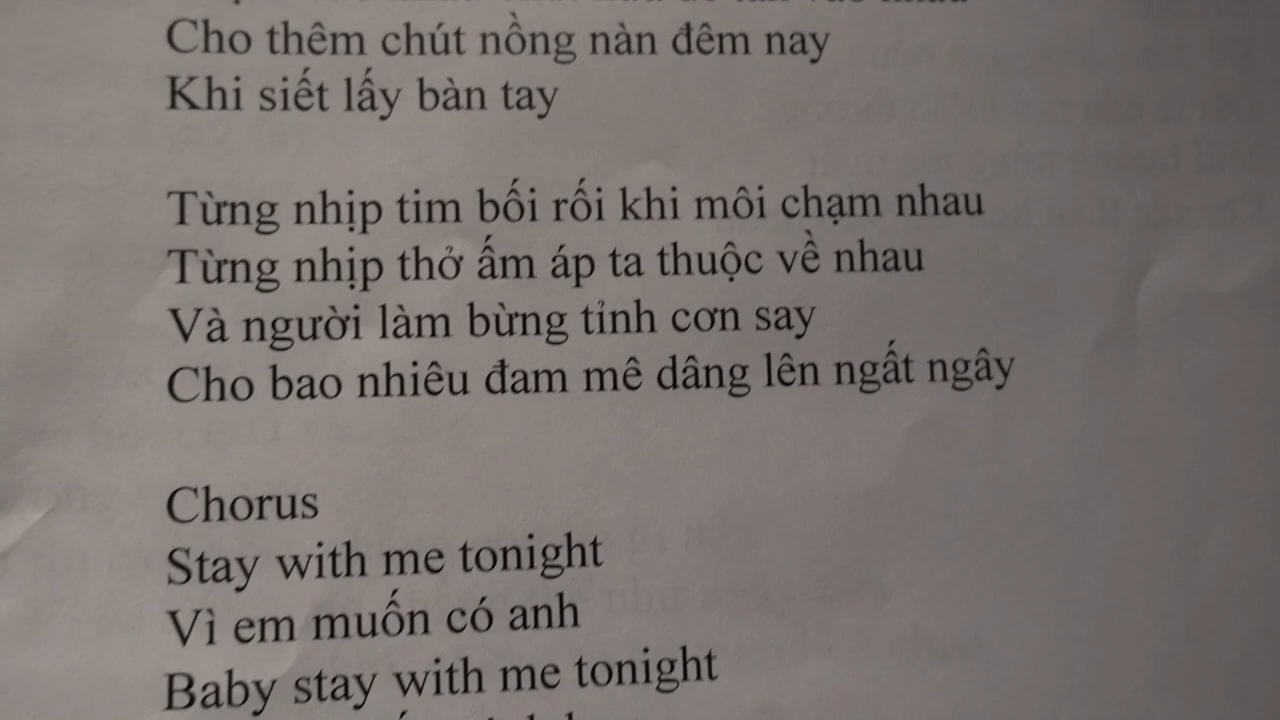 Cho thêm chút nồng nàn đêm nay
Khi siết lấy bàn tay
Từng nhịp tim bối rối khi môi chạm nhau
Từng nhịp thở ấm áp ta thuộc về nhau
Và người làm bừng tỉnh cơn say
Cho bao nhiêu đam mê dâng lên ngất ngây
Chorus
Stay with me tonight
Vì em muốn có anh
Baby stay with me tonight